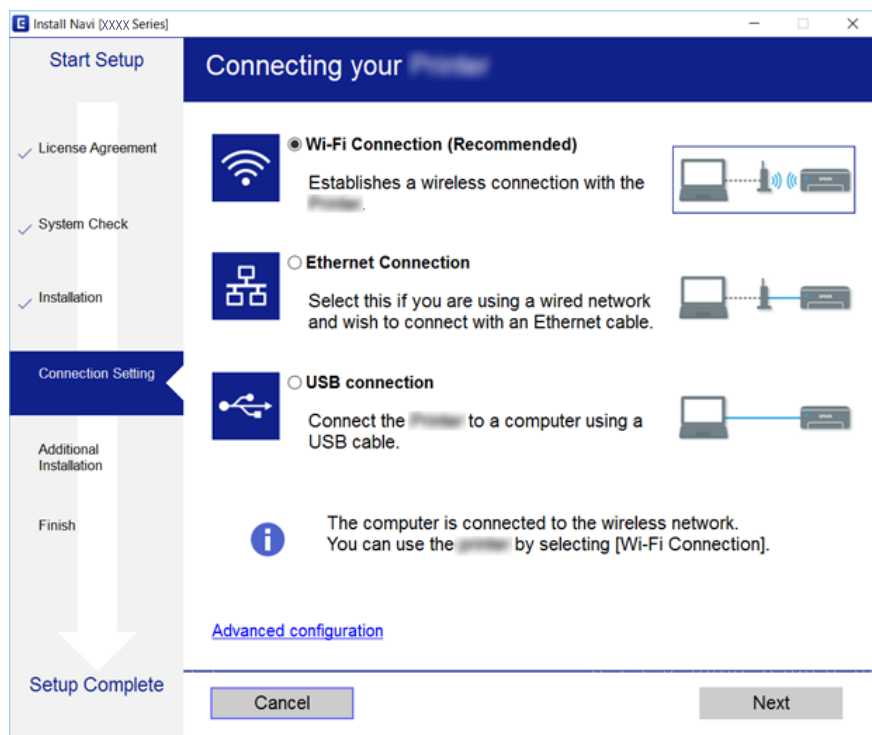 Install Navi [XXXX Series]
Start Setup
License Agreement
System Check
Installation
Connection Setting
Additional
Installation
Finish
Setup Complete
Connecting your
Wi-Fi Connection (Recommended)
Establishes a wireless connection with the
.
Ethernet Connection
Select this if you are using a wired network
and wish to connect with an Ethernet cable.
USB connection
Connect the to a computer using a
USB cable.
The computer is connected to the wireless network.
You can use the by selecting [Wi-Fi Connection].
Advanced configuration
Cancel
Next